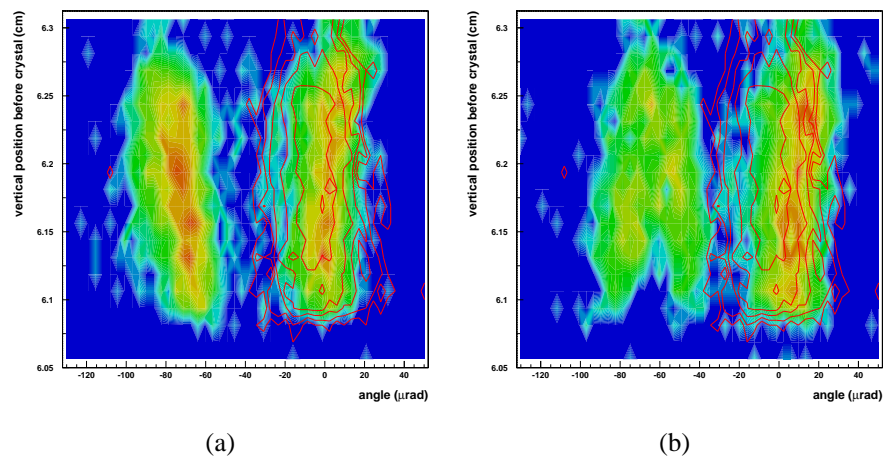 vertical position before crystal (cm)
6.3
6.25
6.2
6.15
6.1
6.05
-120 -100 -80 -60 -40 -20 0 20 40
angle (μrad)
(a)
vertical position before crystal (cm)
6.3
6.25
6.2
6.15
6.1
6.05
-120 -100 -80 -60 -40 -20 0 20 40
angle (μrad)
(b)